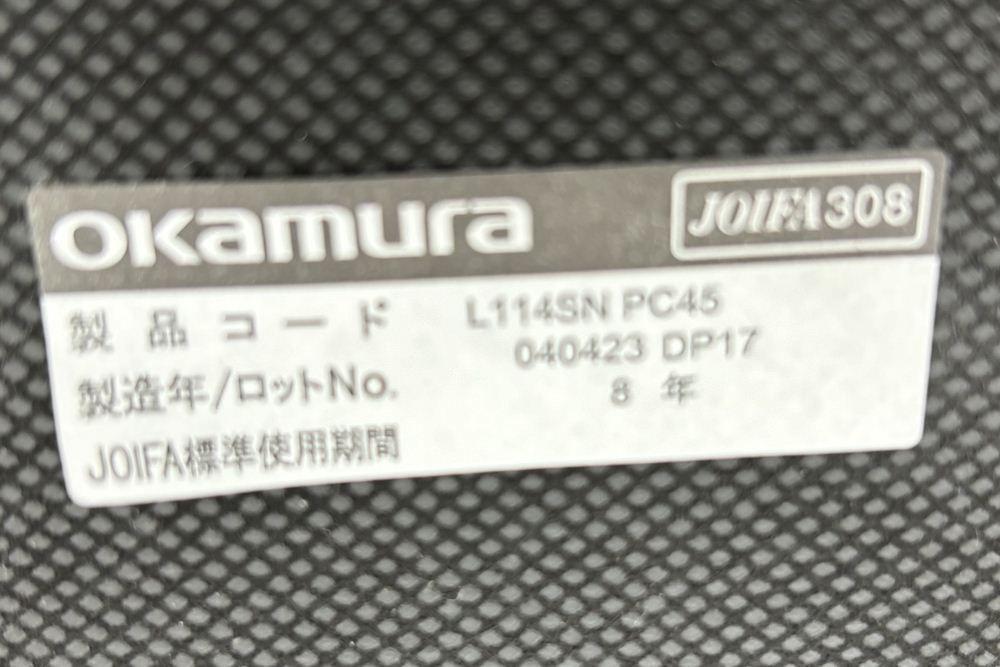 okamura JOIFA308
製品コード L114SN PC45
製造年/ロットNo. 040423 DP17
JOIFA標準使用期間 8年